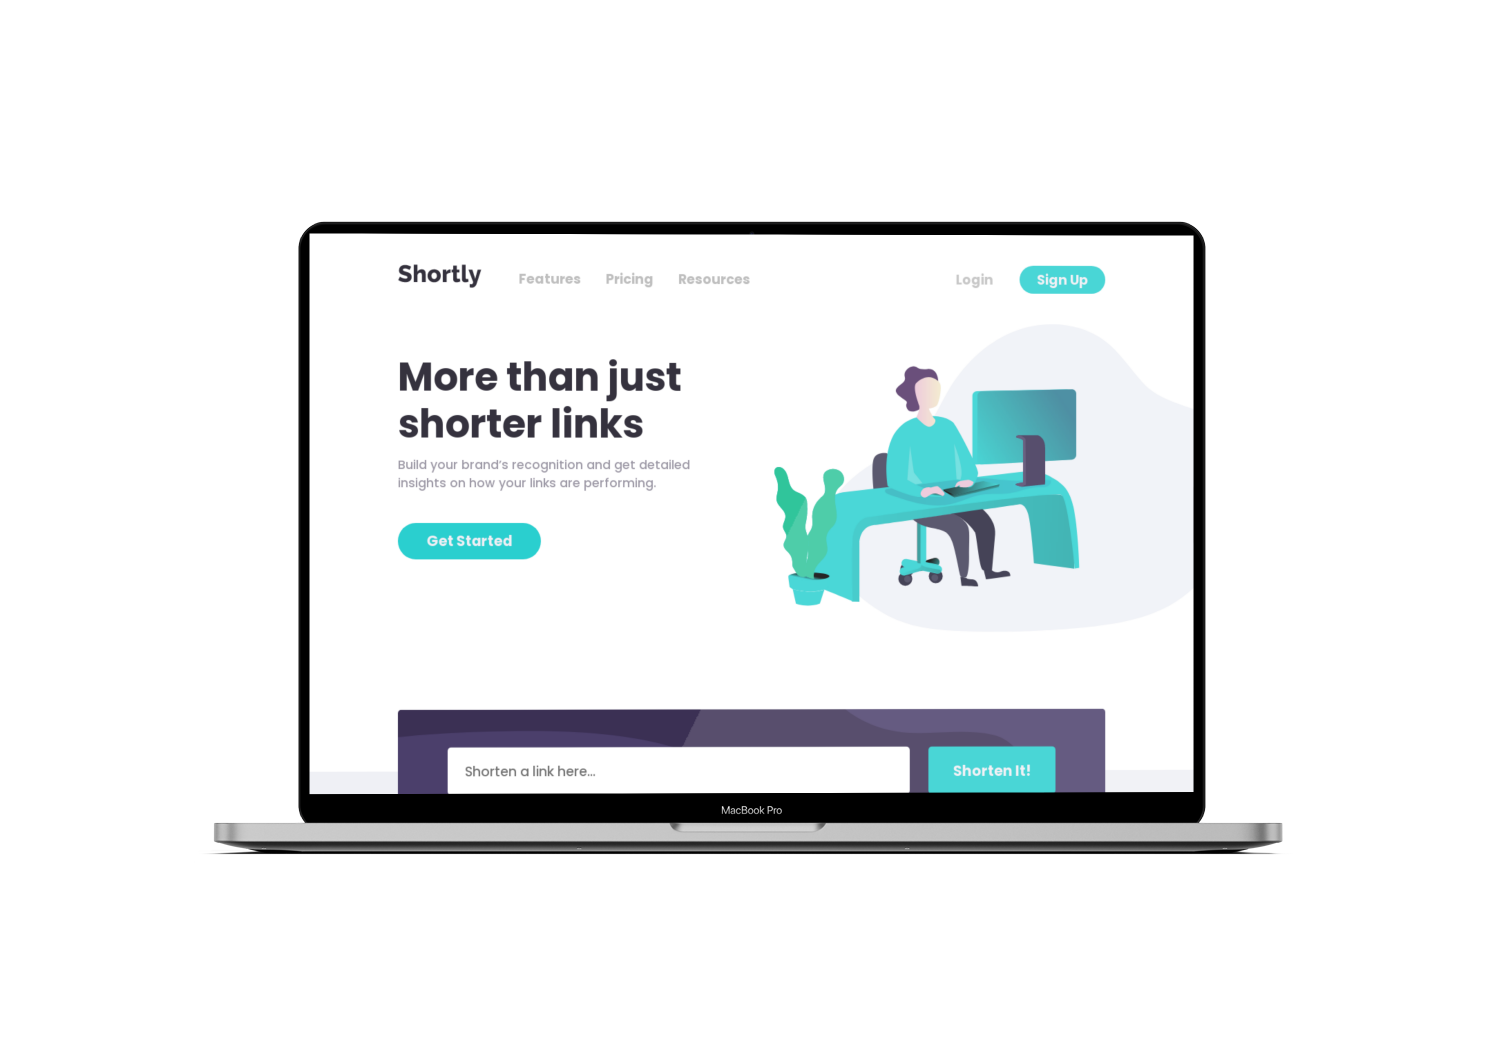 Shortly
Features Pricing Resources
Login
Sign Up
More than just
shorter links
Build your brand's recognition and get detailed
insights on how your links are performing.
Get Started
Shorten a link here...
Shorten It!
MacBook Pro